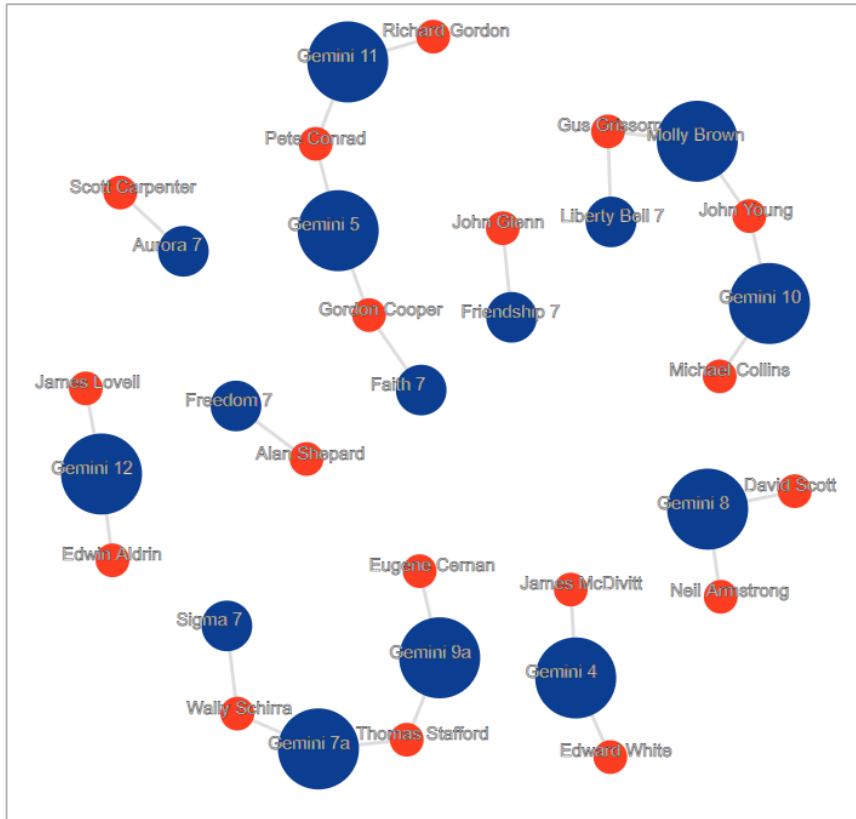 Richard Gordon
Gemini 11
Pete Conrad
Gus Grissom
Molly Brown
Scott Carpenter
John Young
Liberty Bell 7
John Glenn
Gemini 5
Aurora 7
Gemini 10
Gordon Cooper
Friendship 7
Michael Collins
James Lovell
Faith 7
Freedom 7
Alan Shepard
Gemini 12
David Scott
Gemini 8
Edwin Aldrin
Eugene Cernan
James McDivitt
Neil Armstrong
Sigma 7
Gemini 9a
Gemini 4
Wally Schirra
Thomas Stafford
Gemini 7a
Edward White